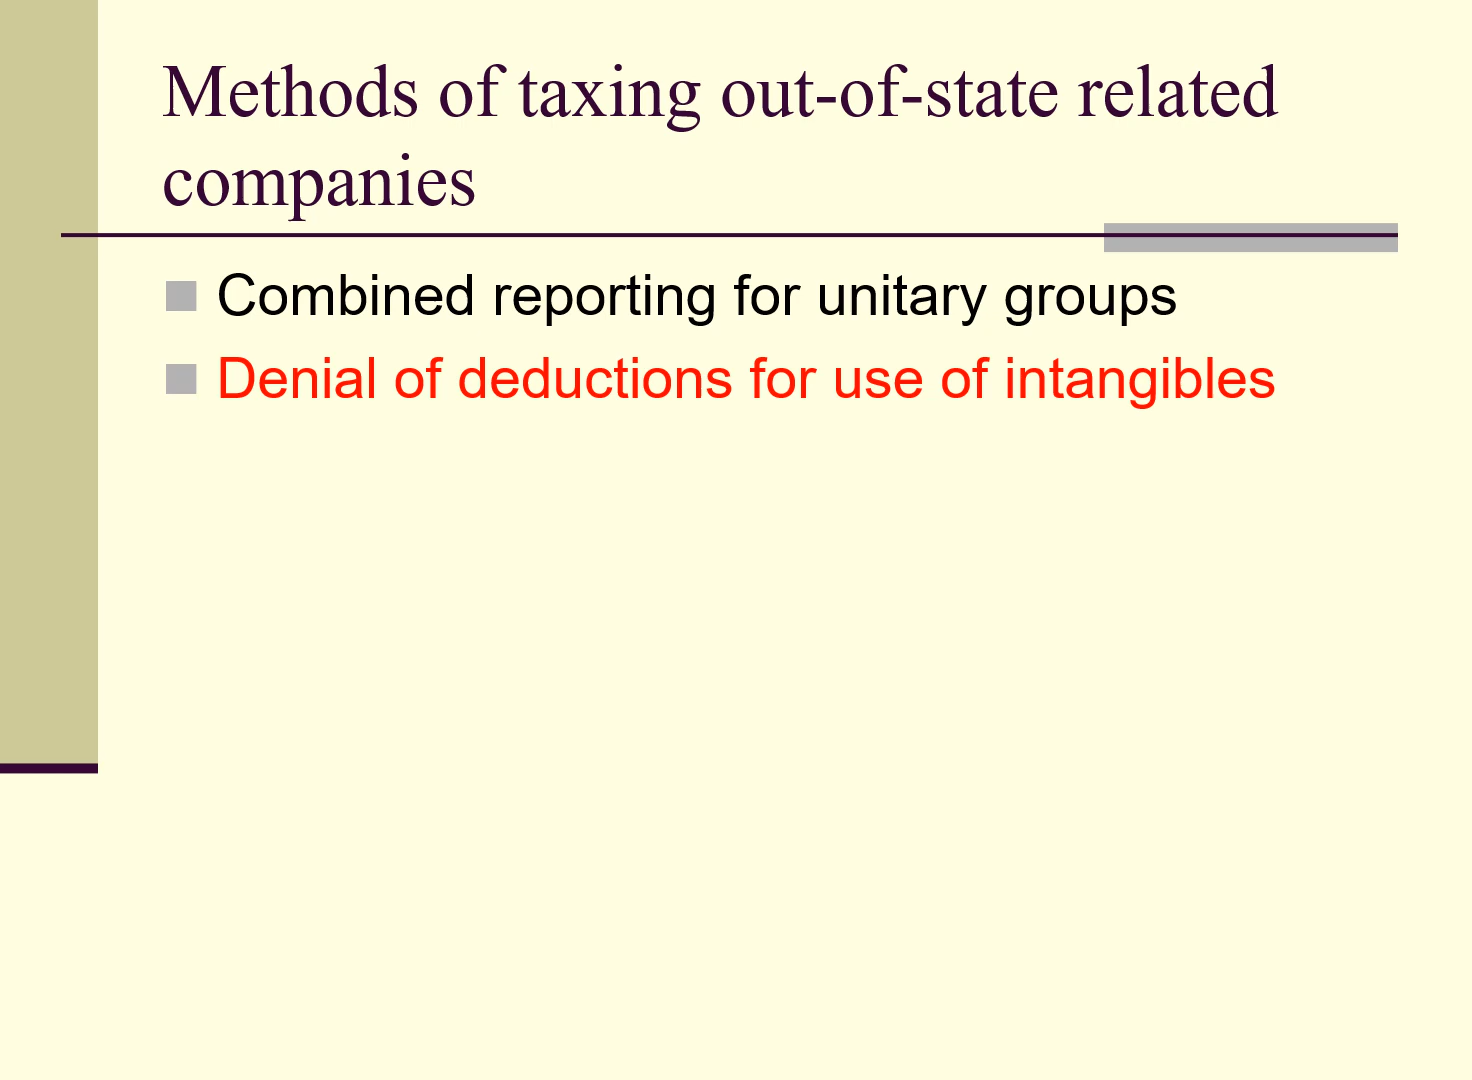 Methods of taxing out-of-state related
companies
Combined reporting for unitary groups
Denial of deductions for use of intangibles